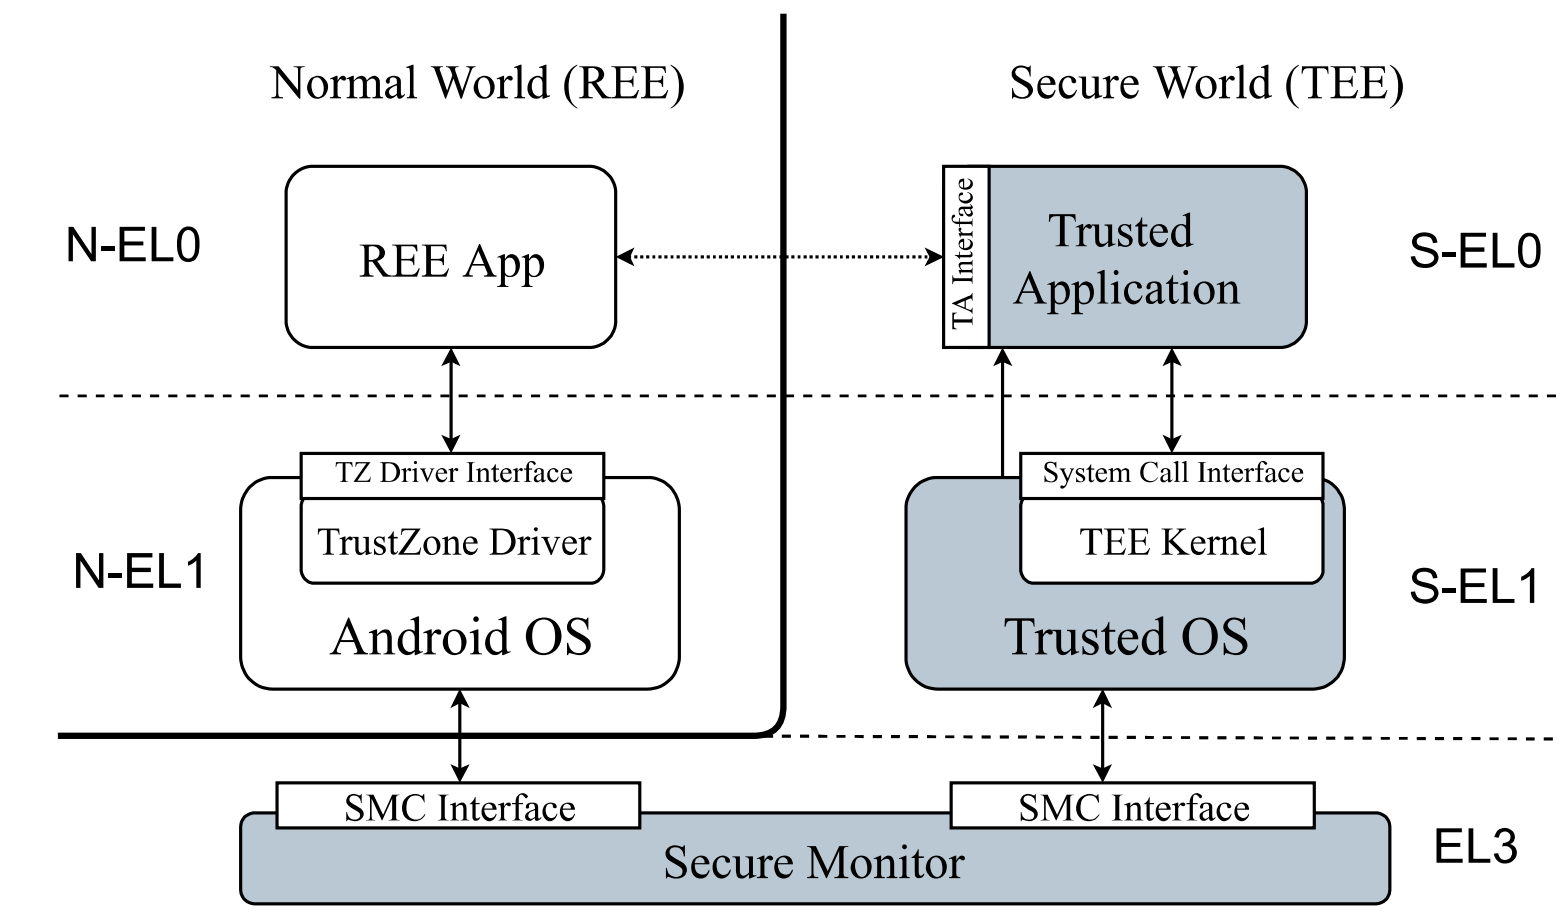 Normal World (REE)
Secure World (TEE)
N-EL0
REE App
TA Interface
Trusted
Application
S-EL0
TZ Driver Interface
TrustZone Driver
Android OS
N-EL1
System Call Interface
TEE Kernel
Trusted OS
S-EL1
SMC Interface
SMC Interface
Secure Monitor
EL3